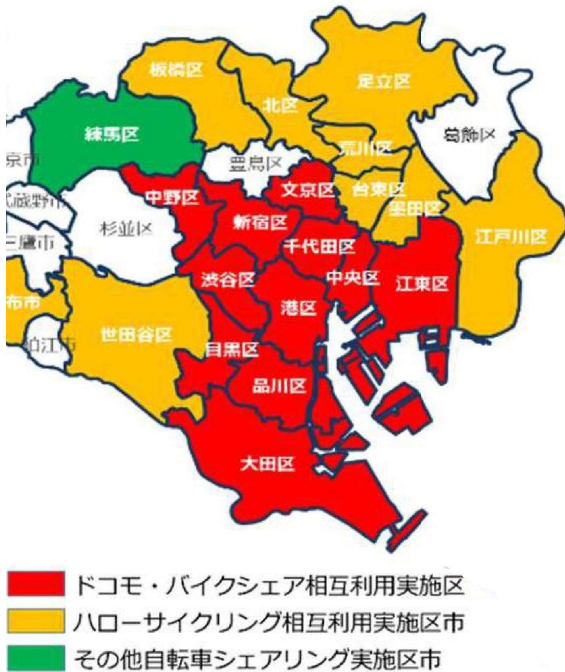 板橋区
足立区
北区
練馬区
葛飾区
荒川区
豊島区
京市
中野区
文京区
台東区
墨田区
武蔵野市
杉並区
新宿区
江戸川区
三鷹市
千代田区
渋谷区
中央区
江東区
布市
港区
世田谷区
狛江市
目黒区
品川区
大田区
ドコモ・バイクシェア相互利用実施区
ハローサイクリング相互利用実施区市
その他自転車シェアリング実施区市